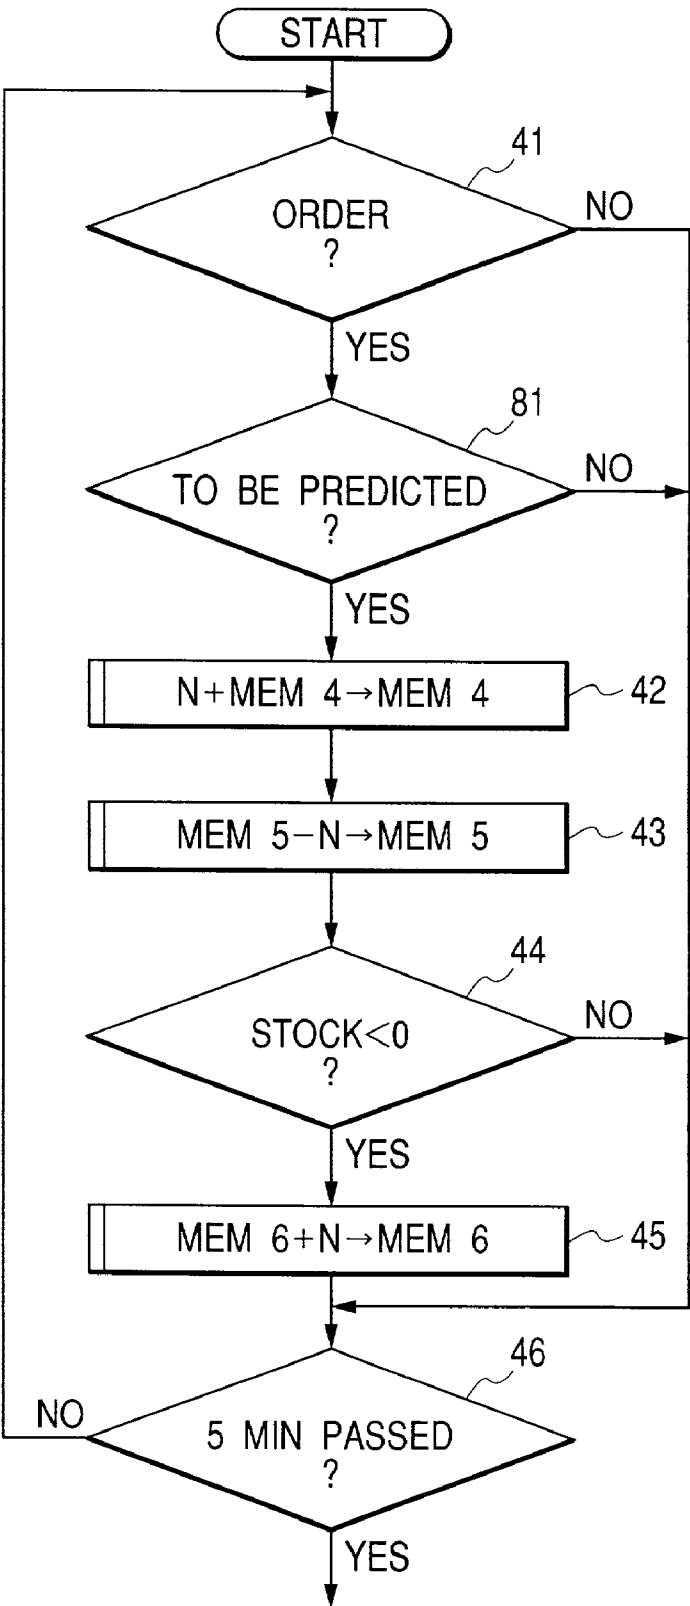 START
41
ORDER
?
NO
YES
81
TO BE PREDICTED
?
NO
YES
N+MEM 4→MEM 4
42
MEM 5−N→MEM 5
43
44
STOCK<0
?
NO
YES
MEM 6+N→MEM 6
45
46
NO
5 MIN PASSED
?
YES